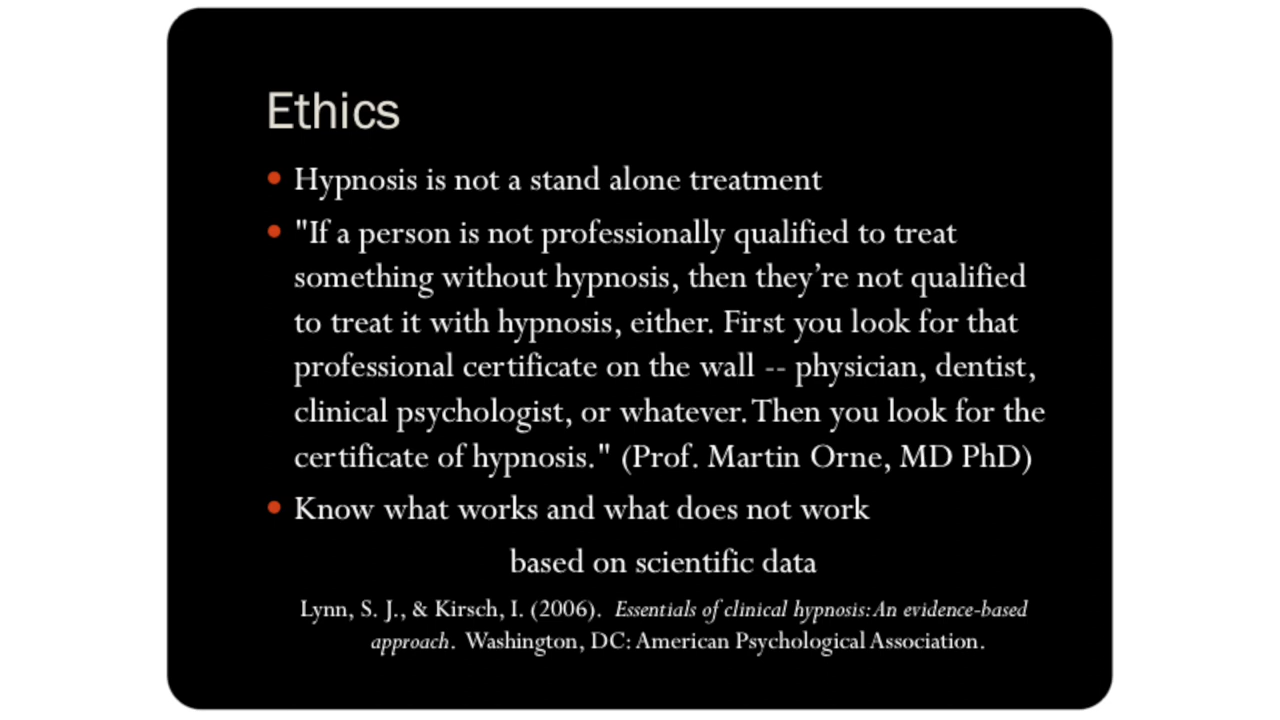 Ethics
Hypnosis is not a stand alone treatment
"If a person is not professionally qualified to treat
something without hypnosis, then they’re not qualified
to treat it with hypnosis, either. First you look for that
professional certificate on the wall -- physician, dentist,
clinical psychologist, or whatever. Then you look for the
certificate of hypnosis." (Prof. Martin Orne, MD PhD)
Know what works and what does not work
based on scientific data
Lynn, S. J., & Kirsch, I. (2006). Essentials of clinical hypnosis: An evidence-based
approach. Washington, DC: American Psychological Association.